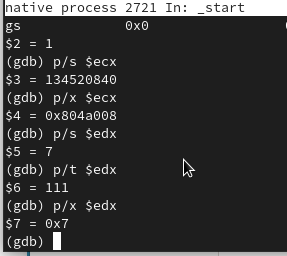 native process 2721 In: _start
gs             0x0
$2 = 1
(gdb) p/s $ecx
$3 = 134520840
(gdb) p/x $ecx
$4 = 0x804a008
(gdb) p/s $edx
$5 = 7
(gdb) p/t $edx
$6 = 111
(gdb) p/x $edx
$7 = 0x7
(gdb)